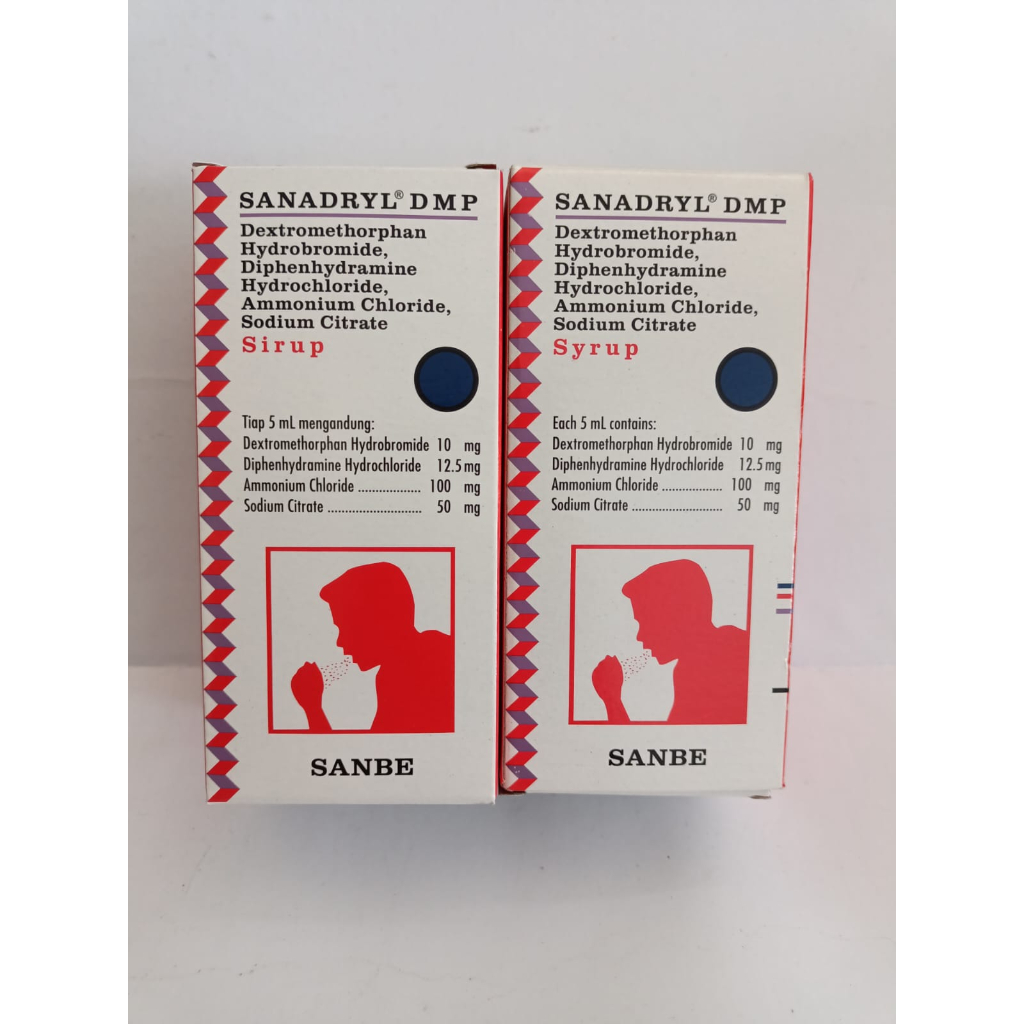 SANADRYL® DMP
Dextromethorphan
Hydrobromide,
Diphenhydramine
Hydrochloride,
Ammonium Chloride,
Sodium Citrate
Sirup
Tiap 5 mL mengandung:
Dextromethorphan Hydrobromide 10 mg
Diphenhydramine Hydrochloride 12.5 mg
Ammonium Chloride .................. 100 mg
Sodium Citrate ........................... 50 mg
SANBE
SANADRYL® DMP
Dextromethorphan
Hydrobromide,
Diphenhydramine
Hydrochloride,
Ammonium Chloride,
Sodium Citrate
Syrup
Each 5 mL contains:
Dextromethorphan Hydrobromide 10 mg
Diphenhydramine Hydrochloride 12.5 mg
Ammonium Chloride ................. 100 mg
Sodium Citrate .......................... 50 mg
SANBE